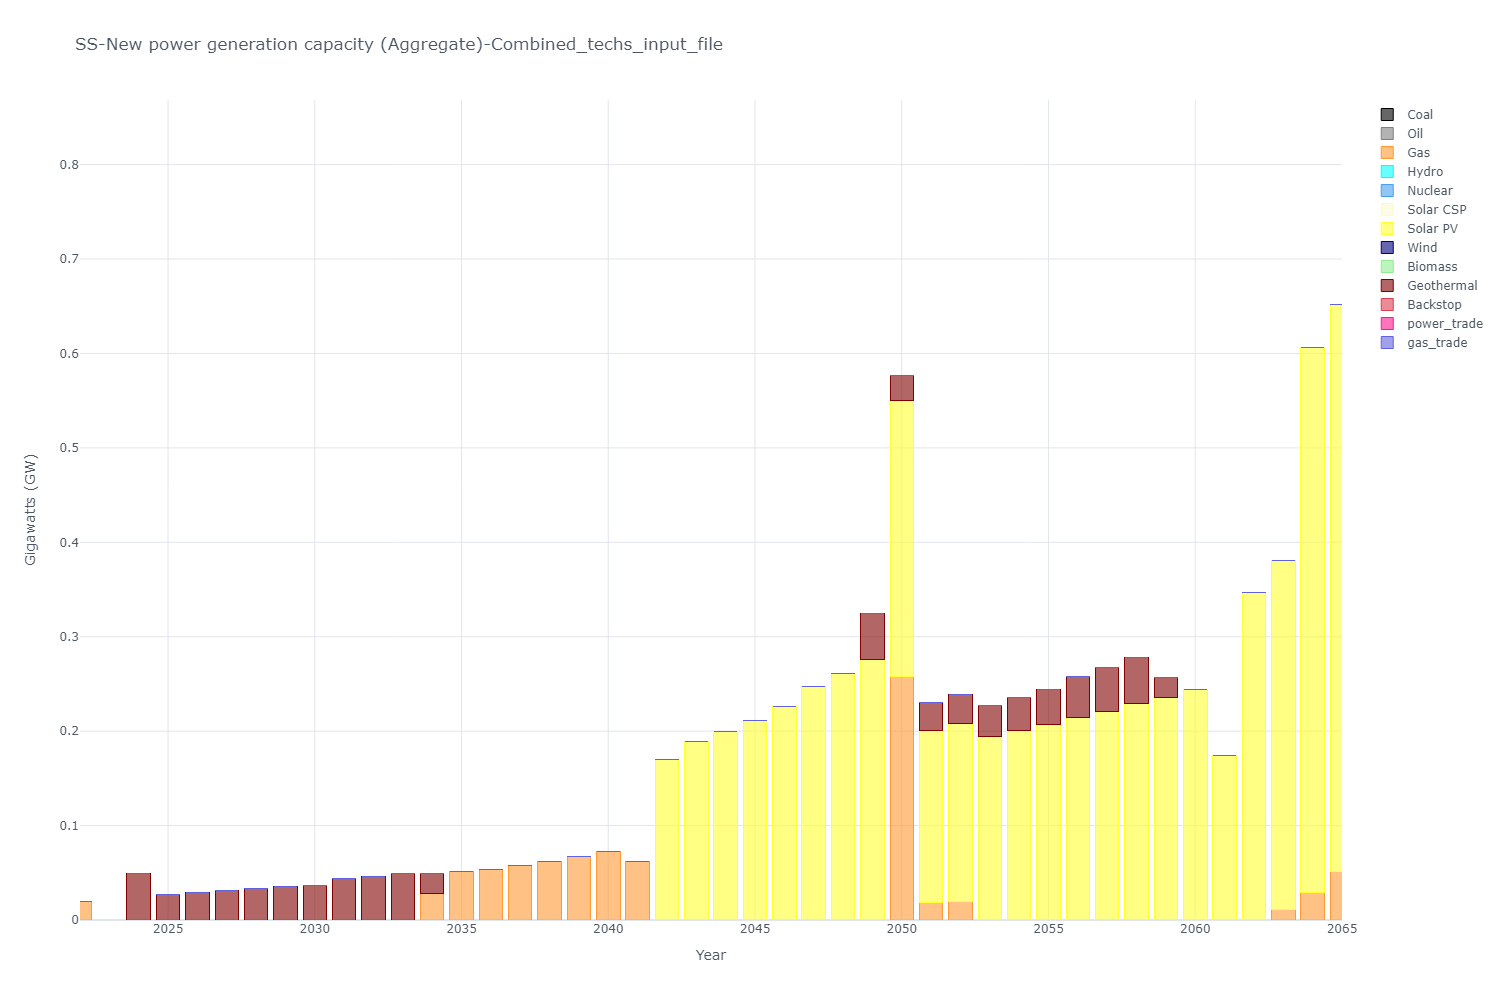 SS-New power generation capacity (Aggregate)-Combined_techs_input_file
Coal
Oil
Gas
Hydro
Nuclear
Solar CSP
Solar PV
Wind
Biomass
Geothermal
Backstop
power_trade
gas_trade
0.8
0.7
0.6
0.5
0.4
0.3
0.2
0.1
0
Gigawatts (GW)
2025 2030 2035 2040 2045 2050 2055 2060 2065
Year